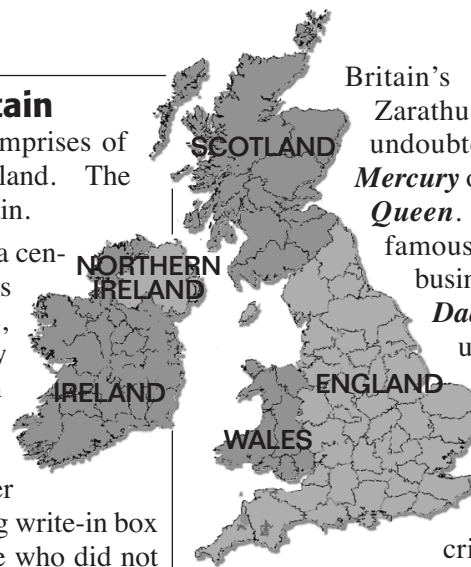 tain
mprises of
land. The
in.
a cen-
s
,
y
er
g write-in box
e who did not
SCOTLAND
NORTHERN
IRELAND
IRELAND
ENGLAND
WALES
Britain's
Zarathu
undoubte
Mercury o
Queen.
famous
busin
Da
u
cri